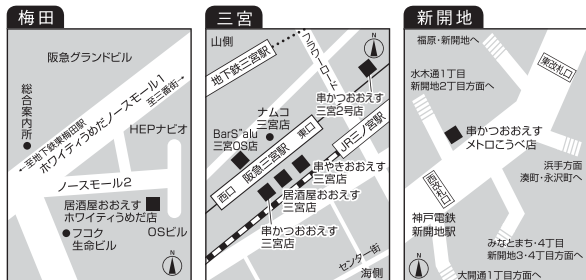 梅田
阪急グランドビル
総合案内所
←至地下鉄東梅田駅
ホワイティうめだノースモール1
至三番街→
HEPナビオ
ノースモール2
居酒屋おおえす
ホワイティうめだ店
フコク
生命ビル
OSビル
N
三宮
山側
地下鉄三宮駅
フラワーロード
N
串かつおおえす
三宮2号店
ナムコ
三宮店
BarS"alu
三宮OS店
東口
阪急三宮駅
西口
JR三ノ宮駅
串やきおおえす
三宮店
居酒屋おおえす
三宮店
串かつおおえす
三宮店
センター街
海側
新開地
福原・新開地へ
東改札口
水木通1丁目
新開地2丁目方面へ
串かつおおえす
メトロこうべ店
浜手方面
湊町・永沢町へ
西改札口
神戸電鉄
新開地駅
みなとまち・4丁目
新開地3・4丁目方面へ
大開通1丁目方面へ
N